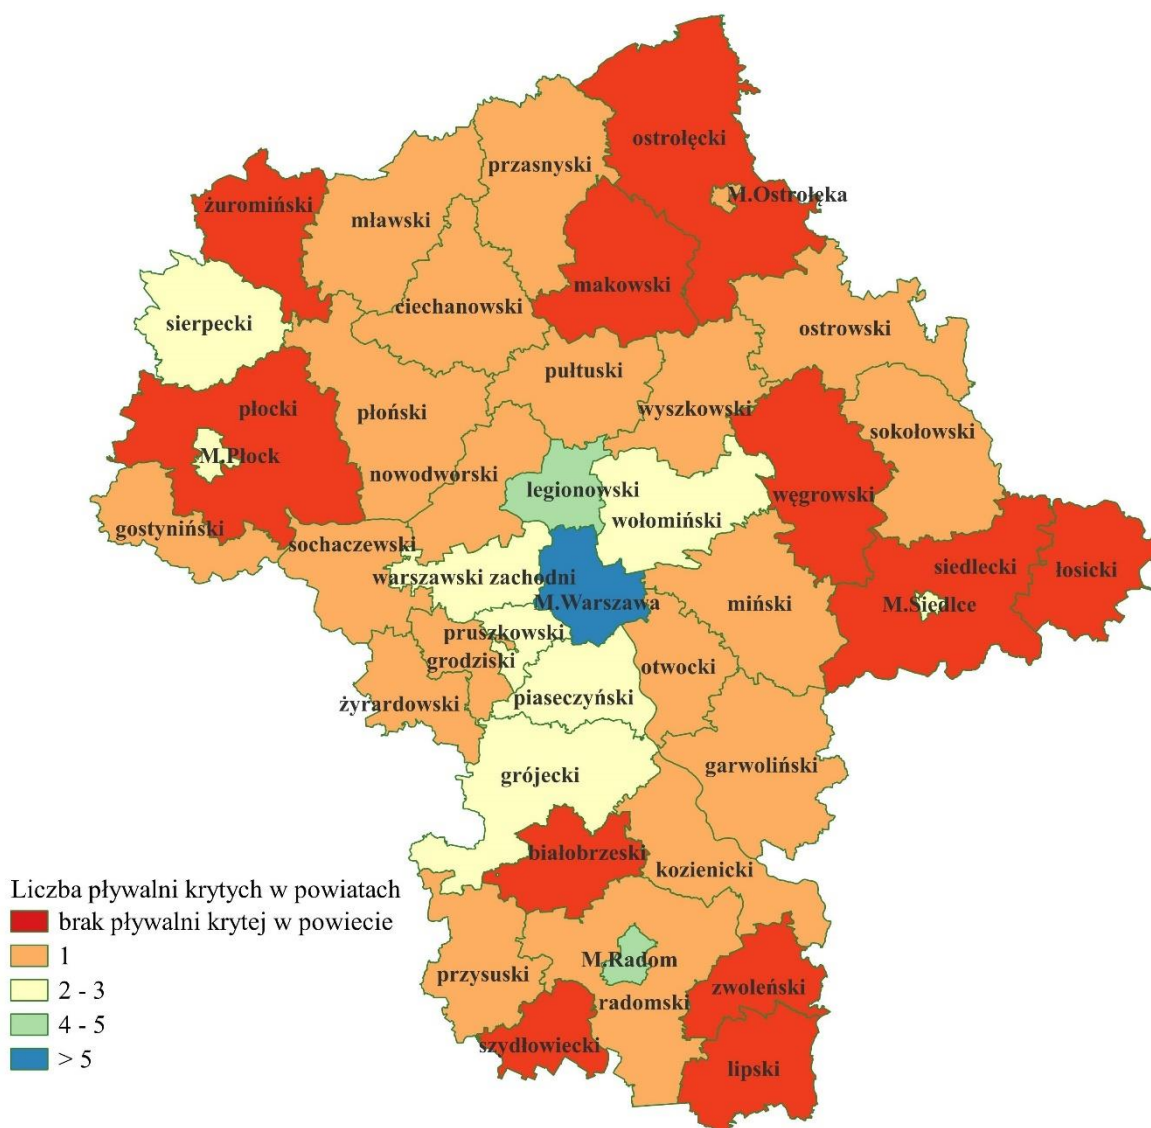 ostrołęcki
przasnyski
M.Ostrołęka
żuromiński
mławski
makowski
ciechanowski
sierpecki
ostrowski
pułtuski
płocki
płoński
wyszkowski
sokołowski
M.Płock
nowodworski
legionowski
węgrowski
wołomiński
gostyniński
sochaczewski
siedlecki
łosicki
warszawski zachodni
M.Warszawa
miński
M.Siedlce
pruszkowski
grodziski
otwocki
żyrardowski
piaseczyński
grójecki
garwoliński
białobrzeski
kozienicki
M.Radom
przysuski
zwoleński
radomski
szydłowiecki
lipski
Liczba pływalni krytych w powiatach
brak pływalni krytej w powiecie
1
2 - 3
4 - 5
> 5